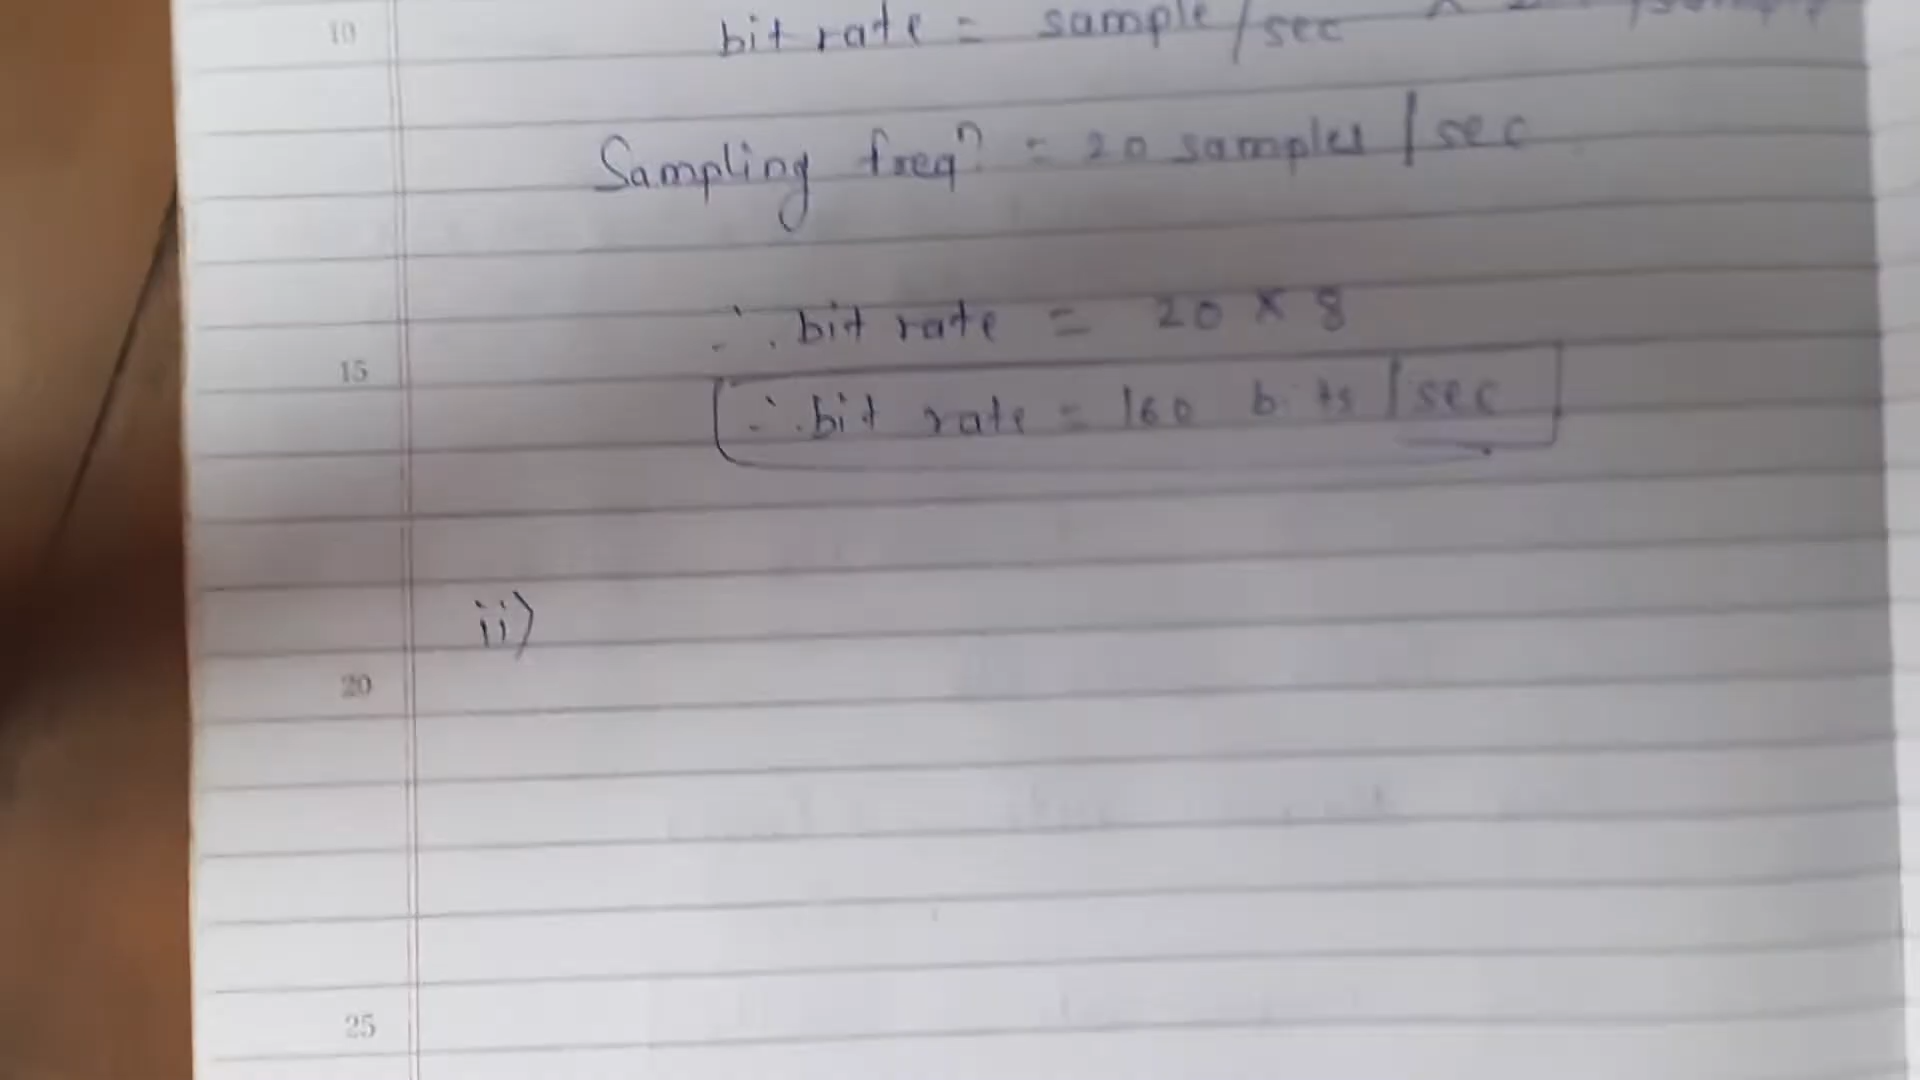 10
bit rate = sample/sec ×
Sampling freqⁿ. = 20 samples / sec
∴ bit rate = 20 × 8
15
∴ bit rate = 160 bits / sec
ii)
20
25